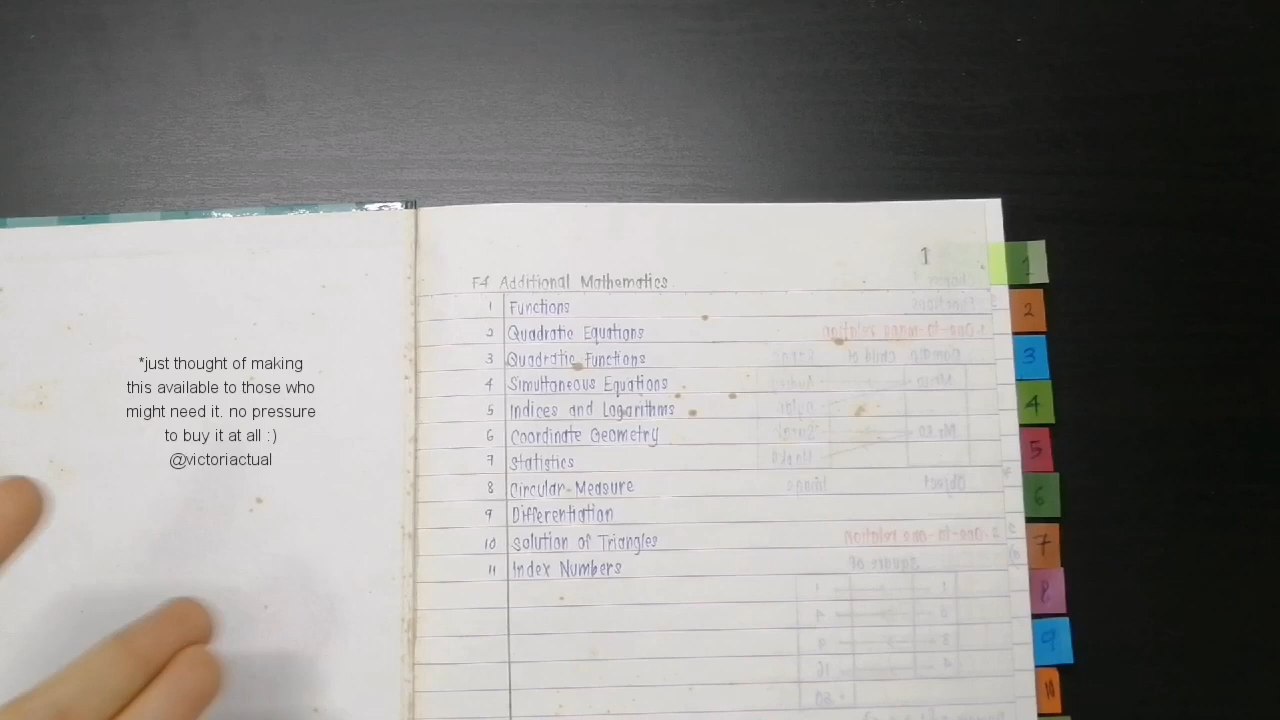 *just thought of making
this available to those who
might need it. no pressure
to buy it at all :)
@victoriactual
1
F4 Additional Mathematics
1 Functions
2 Quadratic Equations
3 Quadratic Functions
4 Simultaneous Equations
5 Indices and Logarithms
6 Coordinate Geometry
7 Statistics
8 Circular Measure
9 Differentiation
10 Solution of Triangles
11 Index Numbers
1
2
3
4
5
6
7
8
9
10